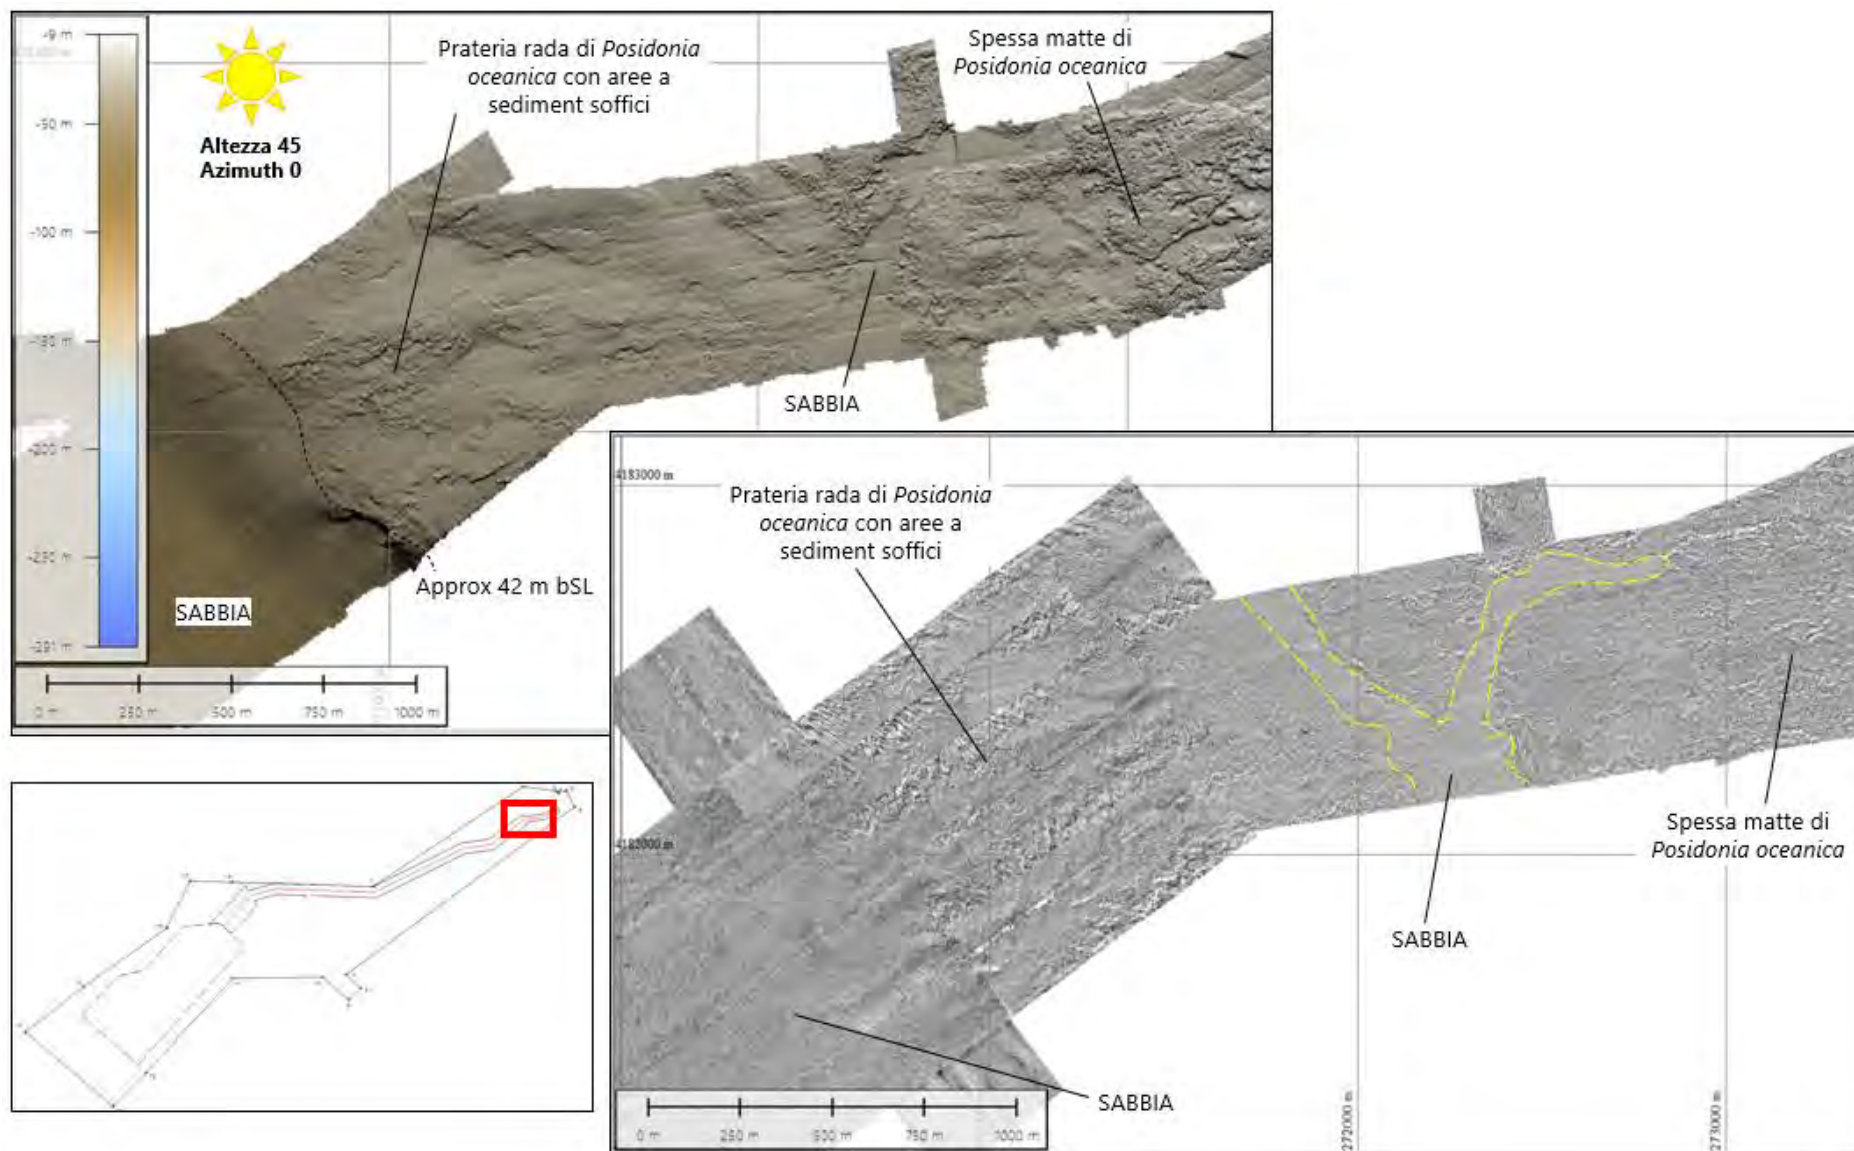 -9 m
-50 m
-100 m
-150 m
-200 m
-250 m
-291 m
Altezza 45
Azimuth 0
Prateria rada di Posidonia
oceanica con aree a
sediment soffici
Spessa matte di
Posidonia oceanica
SABBIA
Approx 42 m bSL
SABBIA
0 m 250 m 500 m 750 m 1000 m
4183000 m
Prateria rada di Posidonia
oceanica con aree a
sediment soffici
4182000 m
Spessa matte di
Posidonia oceanica
SABBIA
SABBIA
0 m 250 m 500 m 750 m 1000 m
272000 m
273000 m